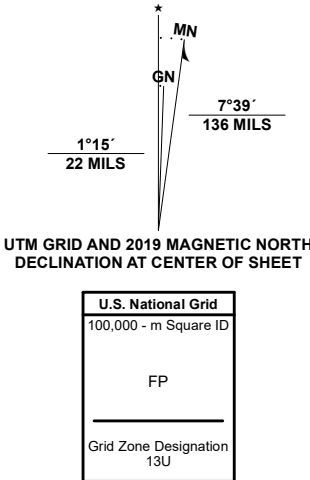 ★
MN
GN
7°39´
136 MILS
1°15´
22 MILS
UTM GRID AND 2019 MAGNETIC NORTH
DECLINATION AT CENTER OF SHEET
U.S. National Grid
100,000 - m Square ID
FP
Grid Zone Designation
13U